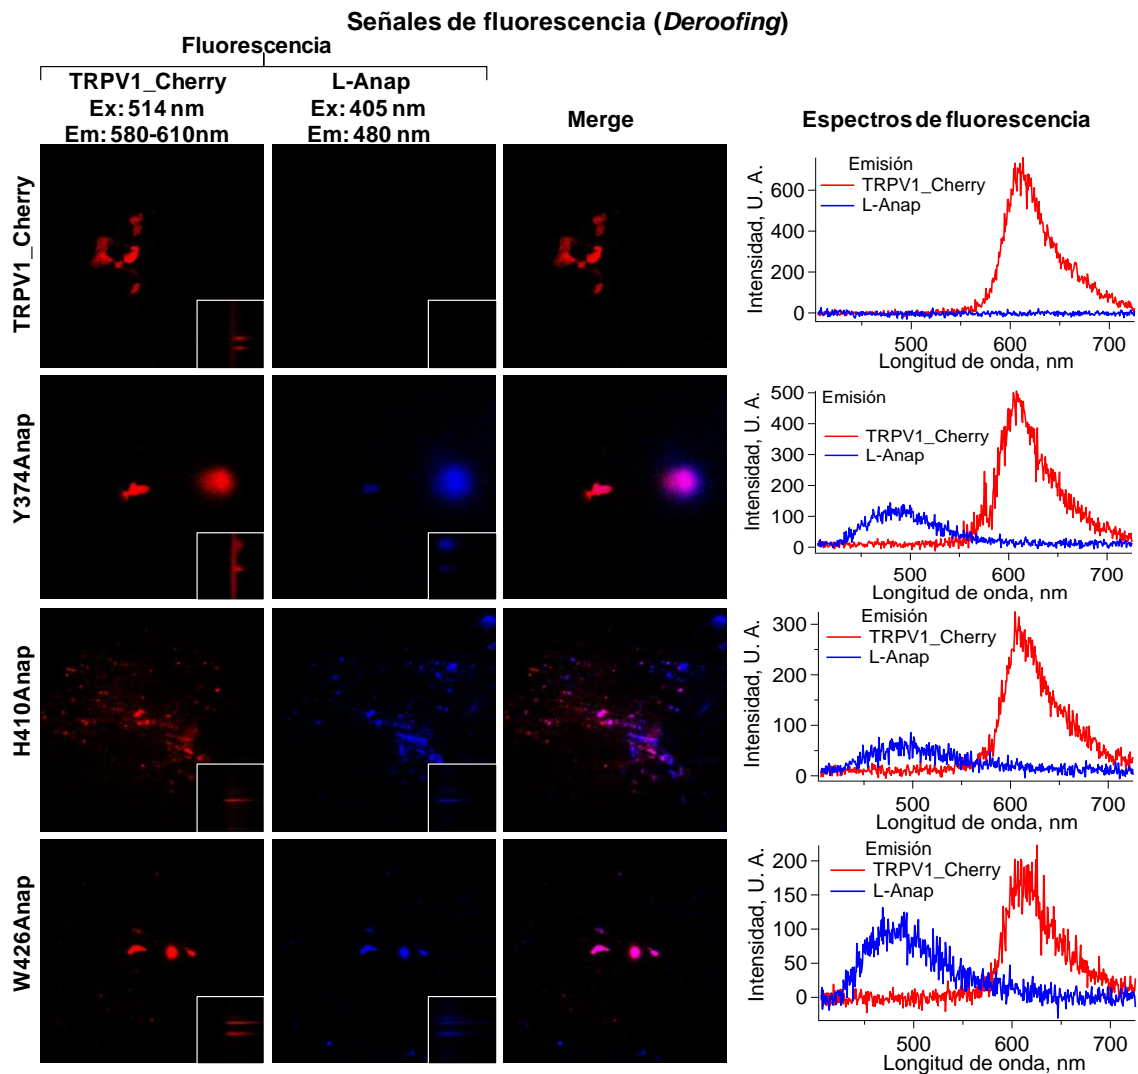 Señales de fluorescencia (Deroofing)
Fluorescencia
TRPV1_Cherry
Ex: 514 nm
Em: 580-610nm
L-Anap
Ex: 405 nm
Em: 480 nm
Merge
Espectros de fluorescencia
TRPV1_Cherry
Intensidad, U. A.
600
400
200
0
Emisión
TRPV1_Cherry
L-Anap
500
600
700
Longitud de onda, nm
Y374Anap
Intensidad, U. A.
500
400
300
200
100
0
Emisión
TRPV1_Cherry
L-Anap
500
600
700
Longitud de onda, nm
H410Anap
Intensidad, U. A.
300
200
100
0
Emisión
TRPV1_Cherry
L-Anap
500
600
700
Longitud de onda, nm
W426Anap
Intensidad, U. A.
200
150
100
50
0
Emisión
TRPV1_Cherry
L-Anap
500
600
700
Longitud de onda, nm